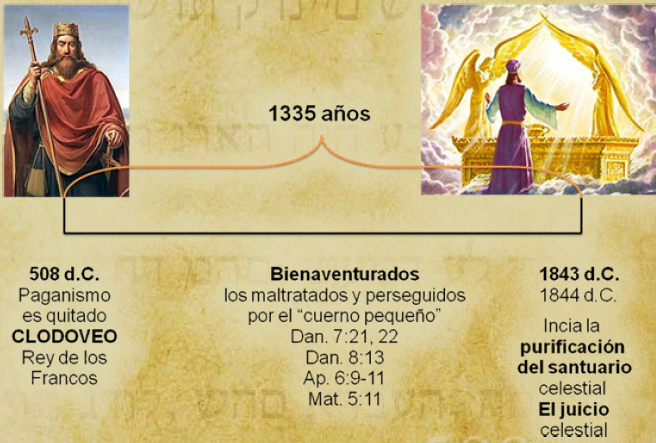 1335 años
508 d.C.
Paganismo
es quitado
CLODOVEO
Rey de los
Francos
Bienaventurados
los maltratados y perseguidos
por el “cuerno pequeño”
Dan. 7:21, 22
Dan. 8:13
Ap. 6:9-11
Mat. 5:11
1843 d.C.
1844 d.C.
Incia la
purificación
del santuario
celestial
El juicio
celestial